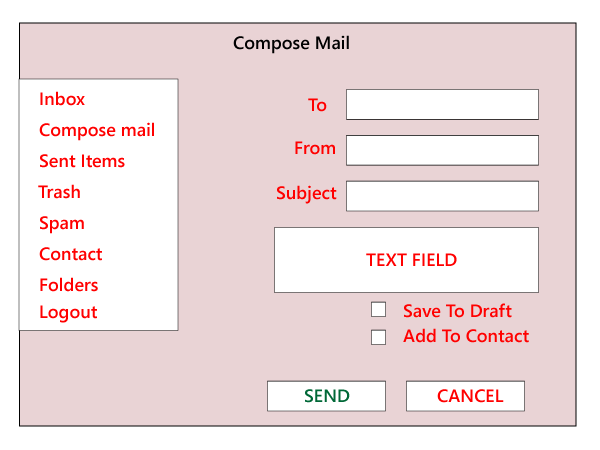 Compose Mail
Inbox
Compose mail
Sent Items
Trash
Spam
Contact
Folders
Logout
To
From
Subject
TEXT FIELD
Save To Draft
Add To Contact
SEND
CANCEL